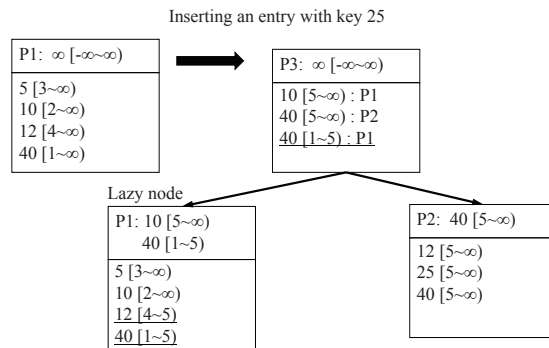 Inserting an entry with key 25
P1: ∞ [-∞~∞)
5 [3~∞)
10 [2~∞)
12 [4~∞)
40 [1~∞)
P3: ∞ [-∞~∞)
10 [5~∞) : P1
40 [5~∞) : P2
40 [1~5) : P1
Lazy node
P1: 10 [5~∞)
40 [1~5)
5 [3~∞)
10 [2~∞)
12 [4~5)
40 [1~5)
P2: 40 [5~∞)
12 [5~∞)
25 [5~∞)
40 [5~∞)